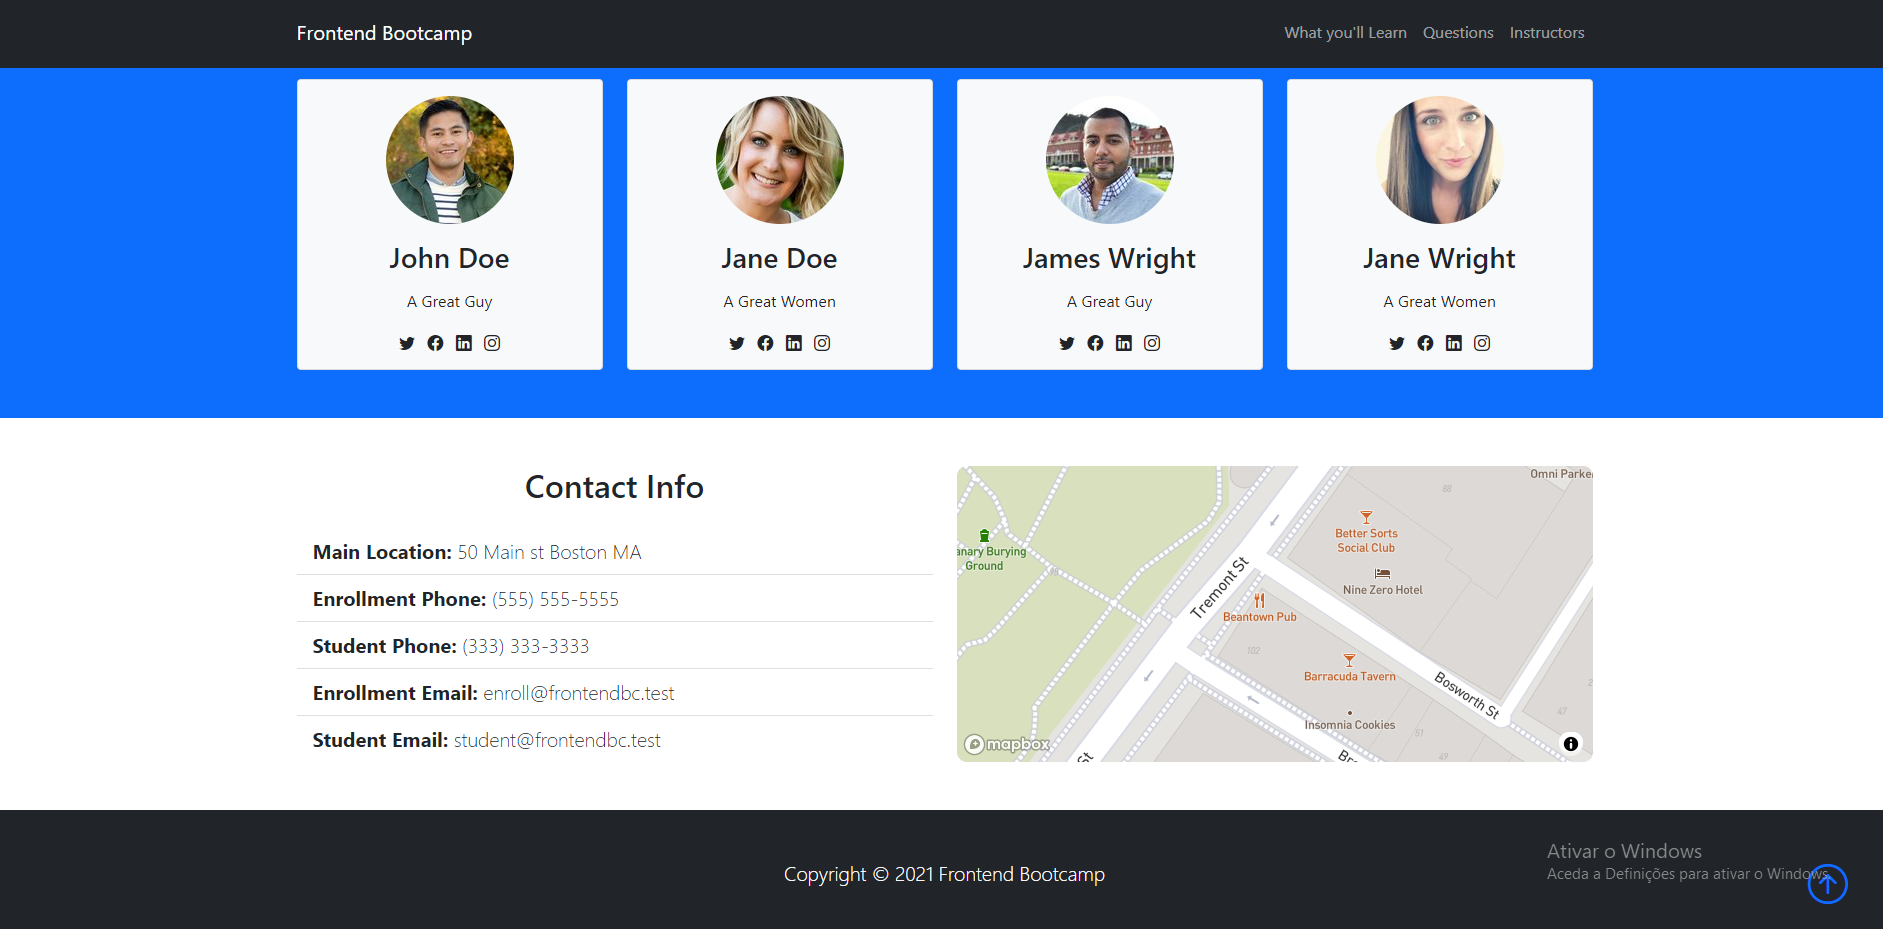 Frontend Bootcamp
What you'll Learn Questions Instructors
John Doe
A Great Guy
Jane Doe
A Great Women
James Wright
A Great Guy
Jane Wright
A Great Women
Contact Info
Main Location: 50 Main st Boston MA
Enrollment Phone: (555) 555-5555
Student Phone: (333) 333-3333
Enrollment Email: enroll@frontendbc.test
Student Email: student@frontendbc.test
Omni Parke
88
Better Sorts
Social Club
anary Burying
Ground
Nine Zero Hotel
Tremont St
Beantown Pub
102
Barracuda Tavern
Bosworth St
47
Insomnia Cookies
51
49
mapbox
St
Bro
Copyright © 2021 Frontend Bootcamp
Ativar o Windows
Aceda a Definições para ativar o Windows.